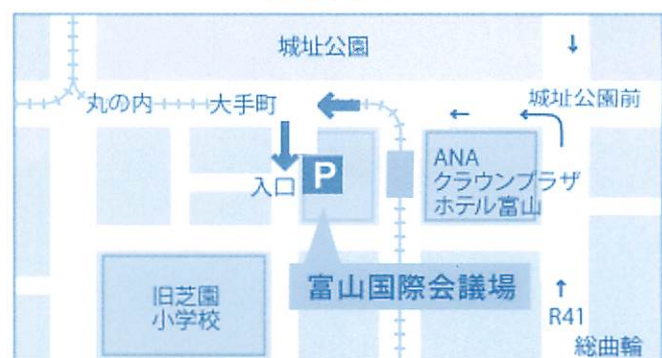 城址公園
丸の内
大手町
城址公園前
入口
P
ANA
クラウンプラザ
ホテル富山
富山国際会議場
旧芝園
小学校
R41
総曲輪